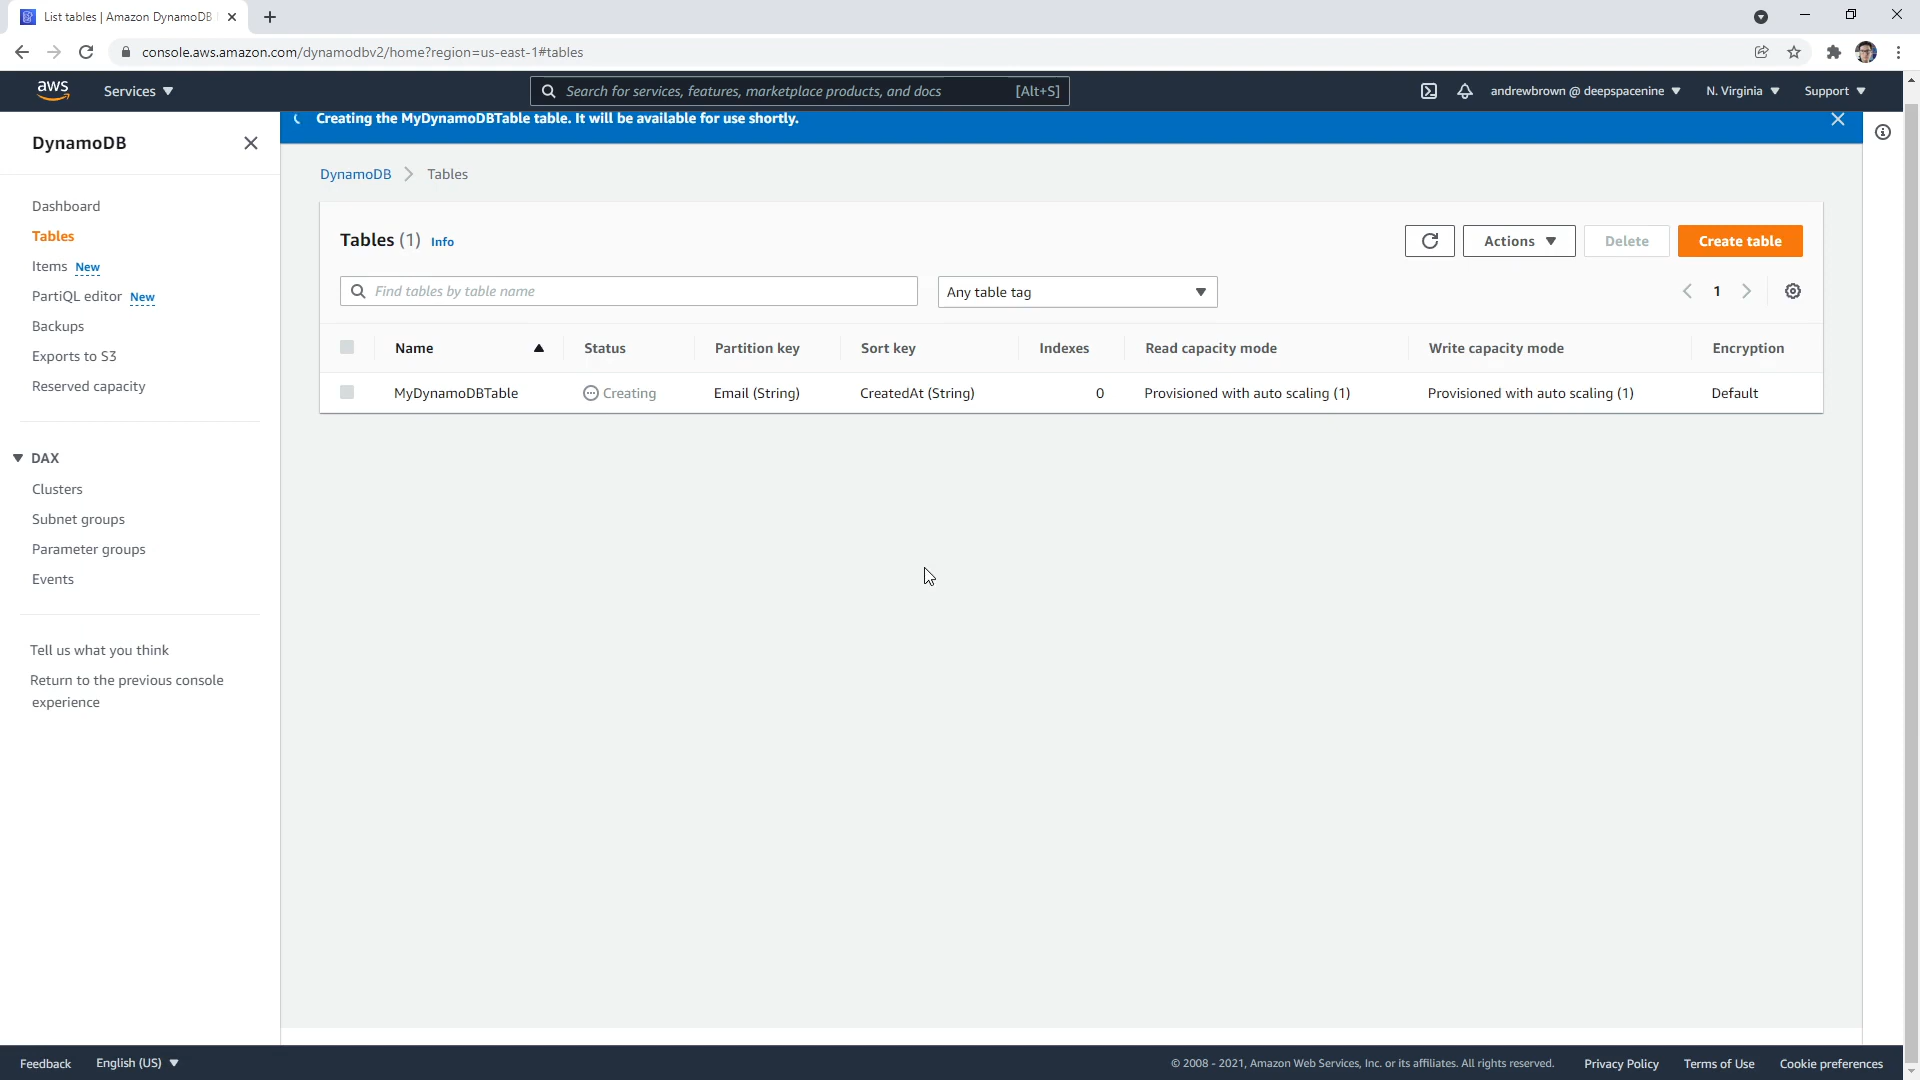 List tables | Amazon DynamoDB
console.aws.amazon.com/dynamodbv2/home?region=us-east-1#tables
aws
Services
Search for services, features, marketplace products, and docs
[Alt+S]
andrewbrown @ deepspacenine
N. Virginia
Support
DynamoDB
Creating the MyDynamoDBTable table. It will be available for use shortly.
Dashboard
Tables
Items New
PartiQL editor New
Backups
Exports to S3
Reserved capacity
DAX
Clusters
Subnet groups
Parameter groups
Events
Tell us what you think
Return to the previous console
experience
DynamoDB
Tables
Tables (1) Info
Actions
Delete
Create table
Find tables by table name
Any table tag
1
Name
Status
Partition key
Sort key
Indexes
Read capacity mode
Write capacity mode
Encryption
MyDynamoDBTable
Creating
Email (String)
CreatedAt (String)
0
Provisioned with auto scaling (1)
Provisioned with auto scaling (1)
Default
Feedback
English (US)
© 2008 - 2021, Amazon Web Services, Inc. or its affiliates. All rights reserved.
Privacy Policy
Terms of Use
Cookie preferences